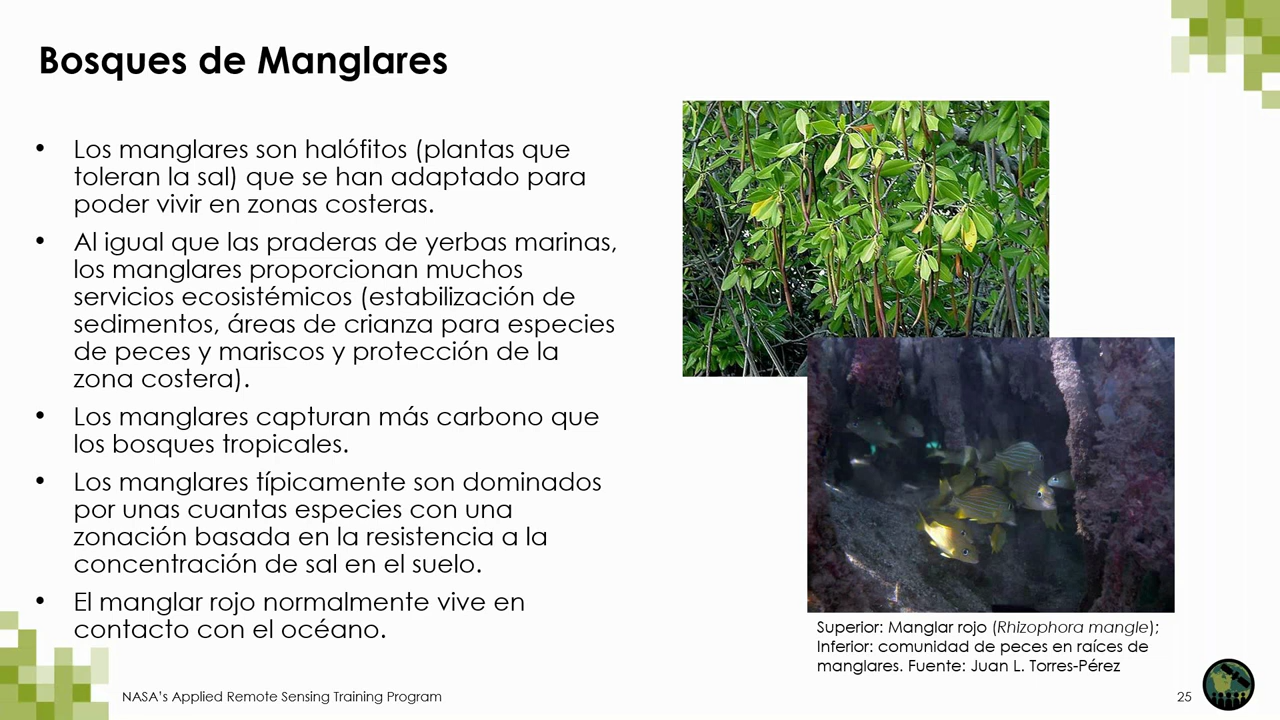 Bosques de Manglares
• Los manglares son halófitos (plantas que
toleran la sal) que se han adaptado para
poder vivir en zonas costeras.
• Al igual que las praderas de yerbas marinas,
los manglares proporcionan muchos
servicios ecosistémicos (estabilización de
sedimentos, áreas de crianza para especies
de peces y mariscos y protección de la
zona costera).
• Los manglares capturan más carbono que
los bosques tropicales.
• Los manglares típicamente son dominados
por unas cuantas especies con una
zonación basada en la resistencia a la
concentración de sal en el suelo.
• El manglar rojo normalmente vive en
contacto con el océano.
Superior: Manglar rojo (Rhizophora mangle);
Inferior: comunidad de peces en raíces de
manglares. Fuente: Juan L. Torres-Pérez
NASA's Applied Remote Sensing Training Program
25